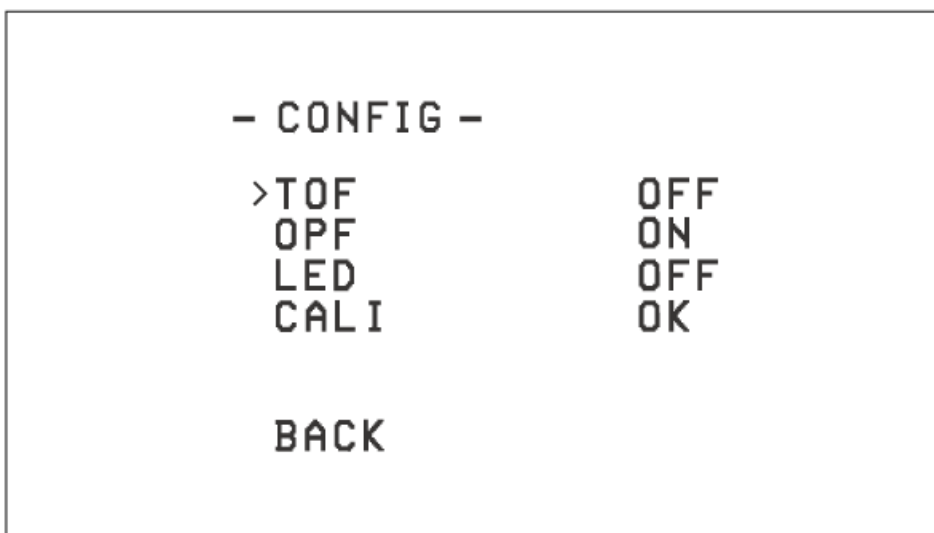 - CONFIG -
>TOF OFF
OPF ON
LED OFF
CALI OK
BACK